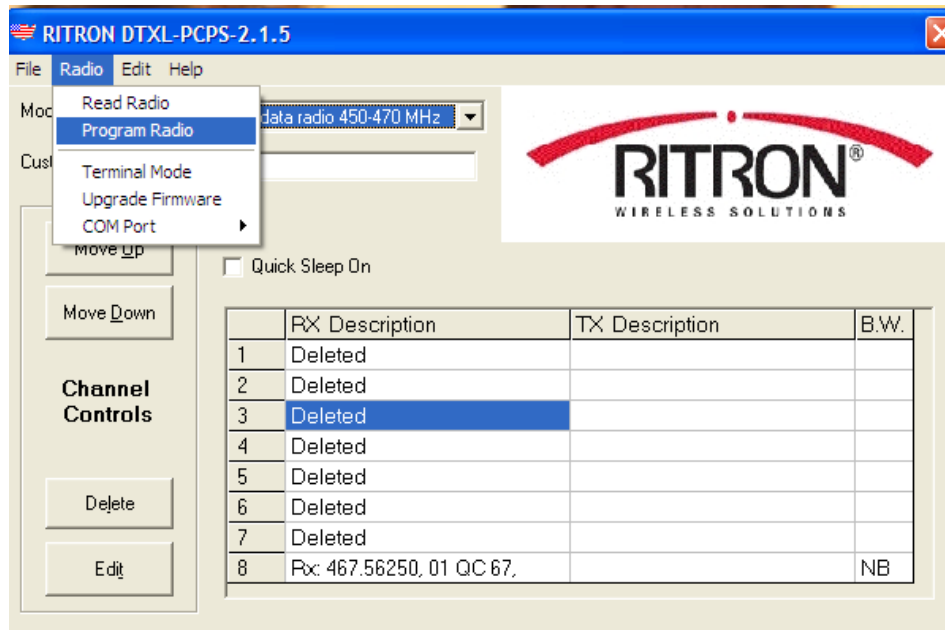 RITRON DTXL-PCPS-2.1.5
File Radio Edit Help
Read Radio
Program Radio
Terminal Mode
Upgrade Firmware
COM Port
data radio 450-470 MHz
RITRON®
WIRELESS SOLUTIONS
Move Up
Quick Sleep On
Move Down
Channel
Controls
Delete
Edit
RX Description TX Description B.W.
1 Deleted
2 Deleted
3 Deleted
4 Deleted
5 Deleted
6 Deleted
7 Deleted
8 Rx: 467.56250, 01 QC 67, NB